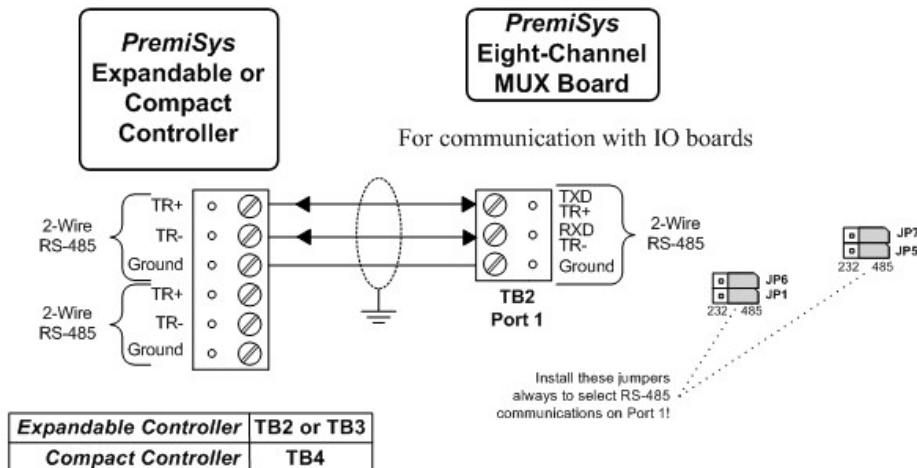 PremiSys
Expandable or
Compact
Controller
PremiSys
Eight-Channel
MUX Board
For communication with IO boards
2-Wire
RS-485
TR+
TR-
Ground
2-Wire
RS-485
TR+
TR-
Ground
TXD
TR+
RXD
TR-
Ground
2-Wire
RS-485
TB2
Port 1
JP7
JP5
232 485
JP6
JP1
232 485
Install these jumpers
always to select RS-485
communications on Port 1!
Expandable Controller TB2 or TB3
Compact Controller TB4